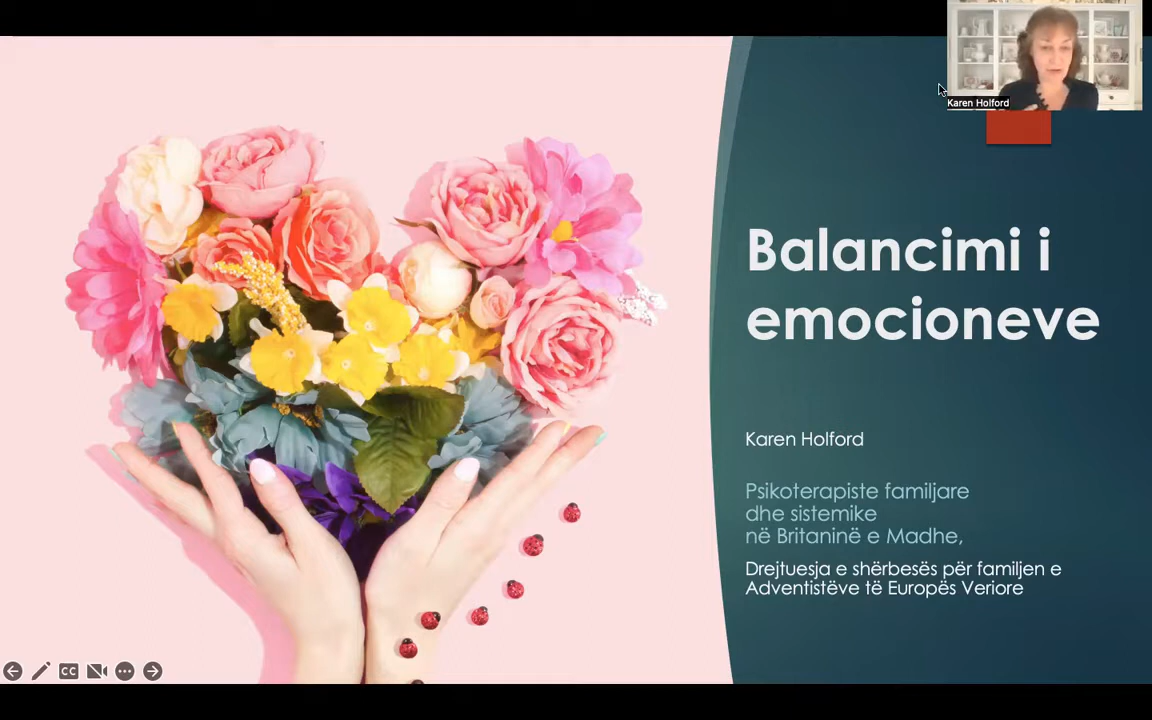 Karen Holford
Balancimi i
emocioneve
Karen Holford
Psikoterapiste familjare
dhe sistemike
në Britaninë e Madhe,
Drejtuesja e shërbesës për familjen e
Adventistëve të Europës Veriore
CC